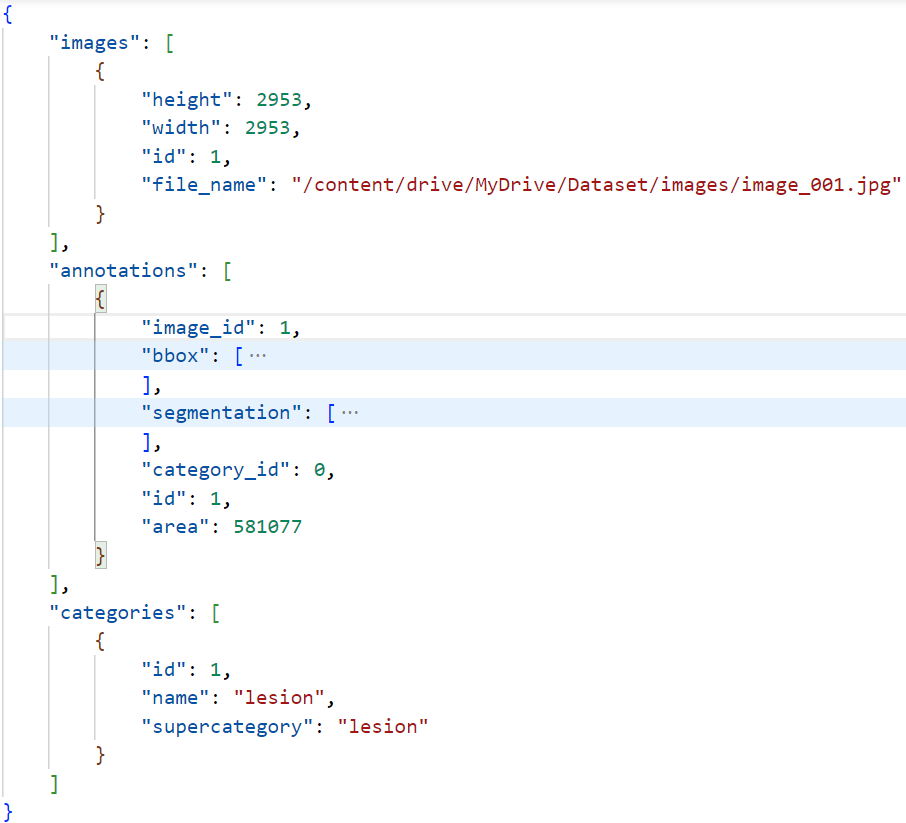 {
"images": [
{
"height": 2953,
"width": 2953,
"id": 1,
"file_name": "/content/drive/MyDrive/Dataset/images/image_001.jpg"
}
],
"annotations": [
{
"image_id": 1,
"bbox": [ ···
],
"segmentation": [ ···
],
"category_id": 0,
"id": 1,
"area": 581077
}
],
"categories": [
{
"id": 1,
"name": "lesion",
"supercategory": "lesion"
}
]
}